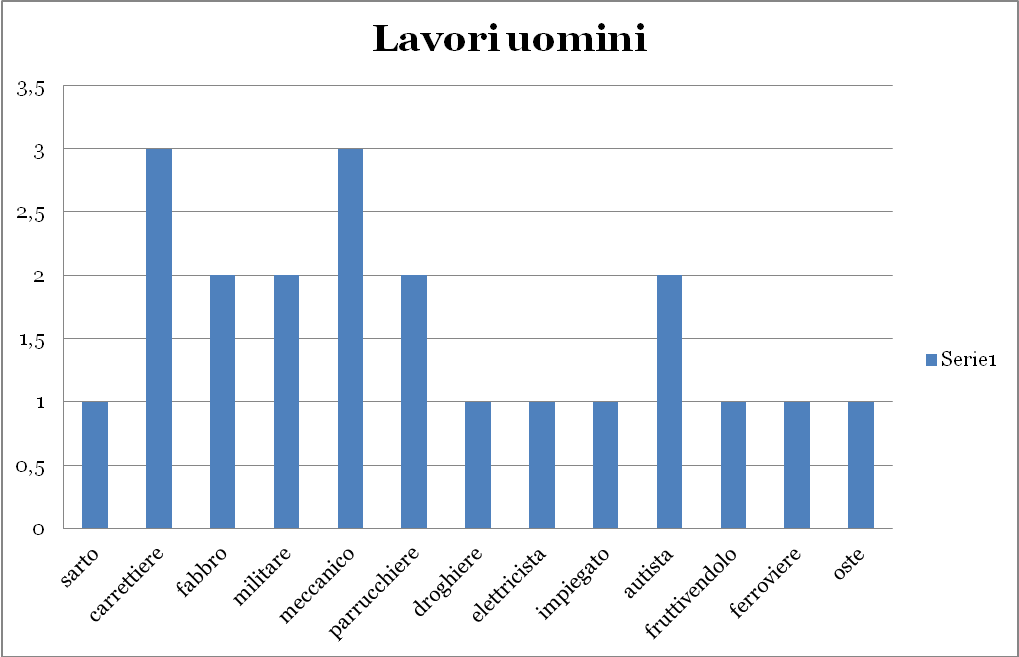 Lavori uomini
3,5
3
2,5
2
1,5
1
0,5
0
sarto
carrettiere
fabbro
militare
meccanico
parrucchiere
droghiere
elettricista
impiegato
autista
fruttivendolo
ferroviere
oste
Serie1